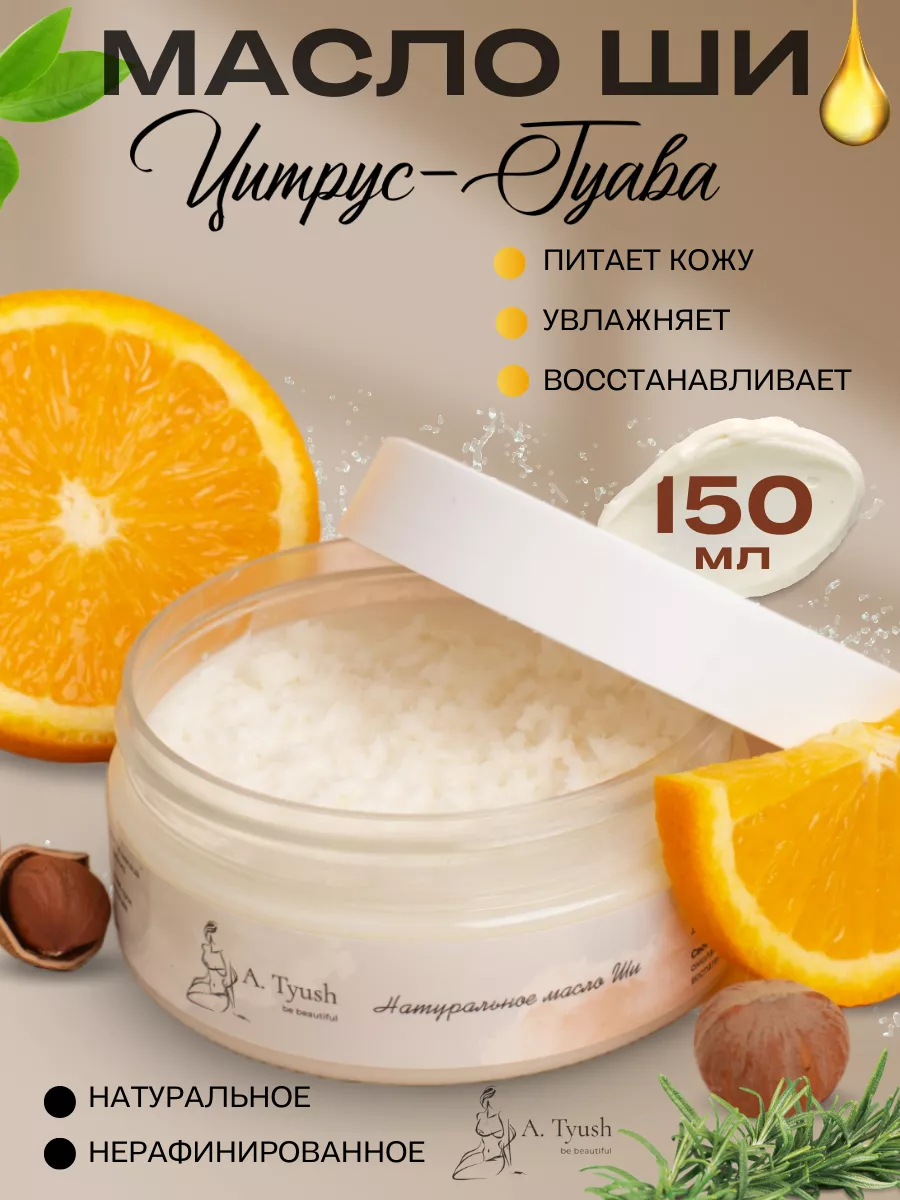 МАСЛО ШИ
Цитрус-Гуава
ПИТАЕТ КОЖУ
УВЛАЖНЯЕТ
ВОССТАНАВЛИВАЕТ
150
МЛ
A. Tyush
be beautiful
Натуральное масло Ши
НАТУРАЛЬНОЕ
НЕРАФИНИРОВАННОЕ
A. Tyush
be beautiful